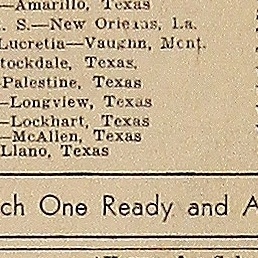 —Amarillo, Texas
. S.—New Orleans, La.
Lucretia—Vaughn, Mont.
tockdale, Texas,
Palestine, Texas
—Longview, Texas
—Lockhart, Texas
—McAllen, Texas
Llano, Texas
ch One Ready and A